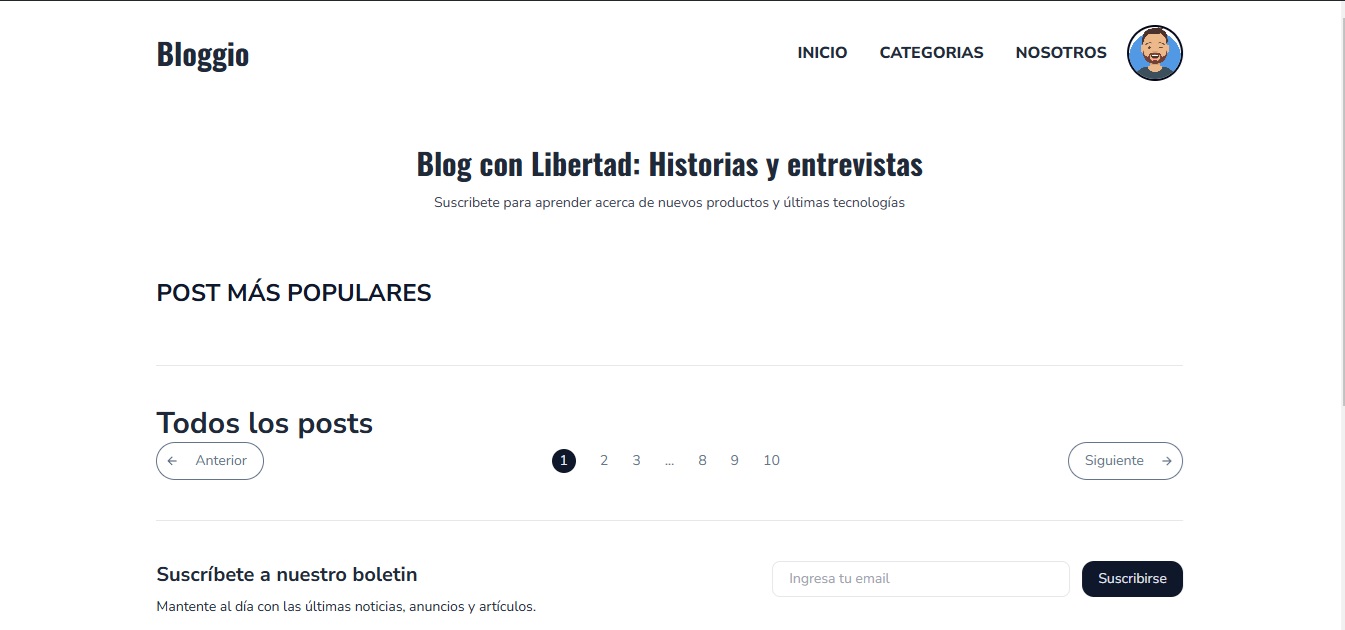 Bloggio
INICIO CATEGORIAS NOSOTROS
Blog con Libertad: Historias y entrevistas
Suscribete para aprender acerca de nuevos productos y últimas tecnologías
POST MÁS POPULARES
Todos los posts
← Anterior 1 2 3 ... 8 9 10 Siguiente →
Suscríbete a nuestro boletin
Ingresa tu email Suscribirse
Mantente al día con las últimas noticias, anuncios y artículos.